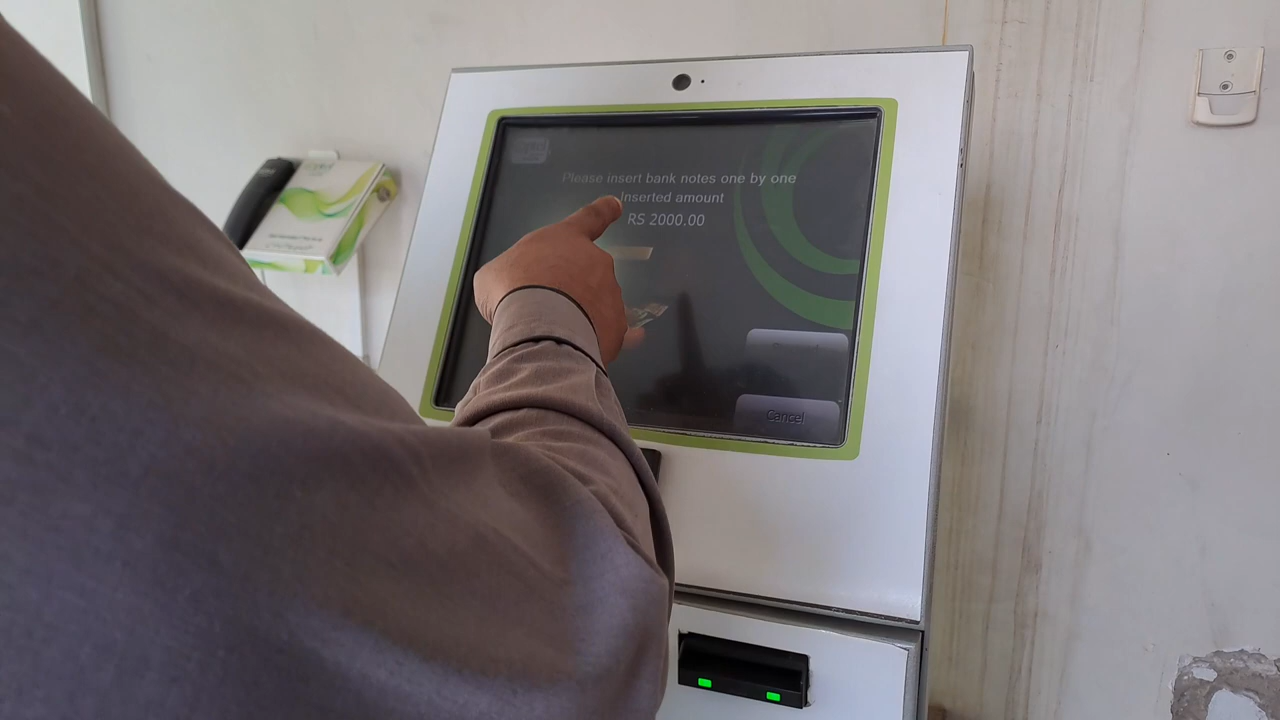 Please insert bank notes one by one
Inserted amount
RS 2000.00
Cancel